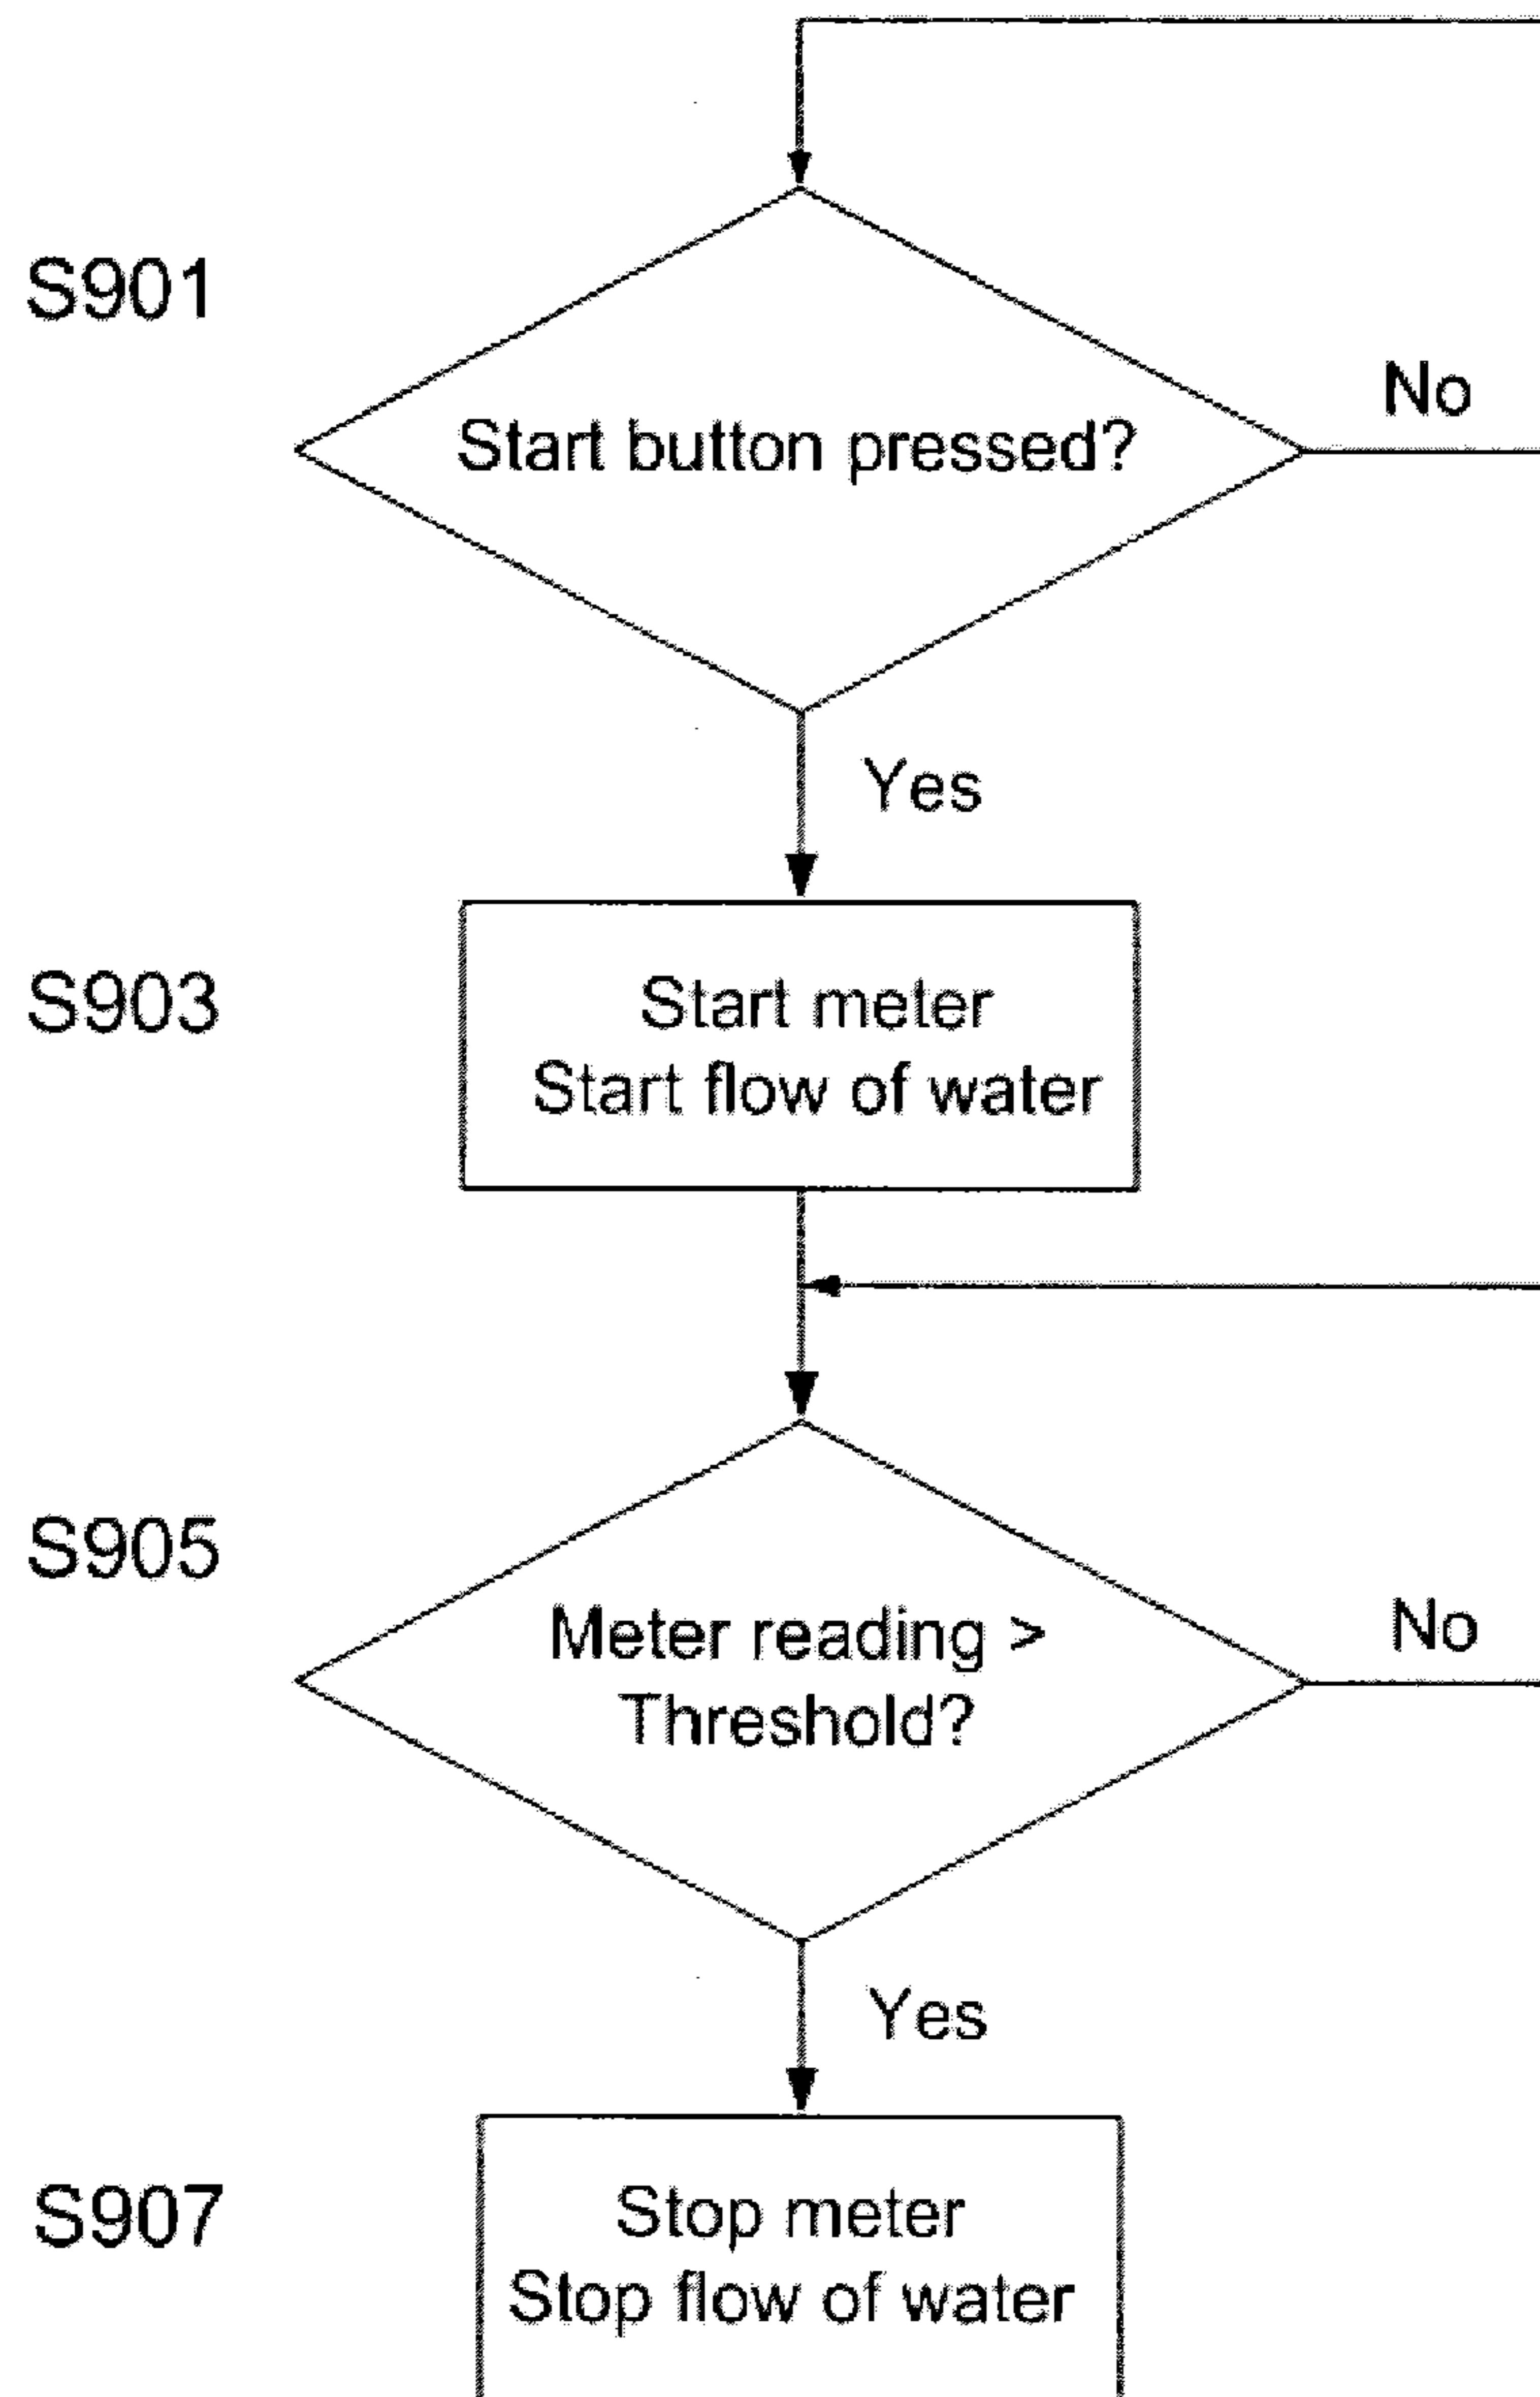 S901
Start button pressed?
No
Yes
S903
Start meter
Start flow of water
S905
Meter reading >
Threshold?
No
Yes
S907
Stop meter
Stop flow of water